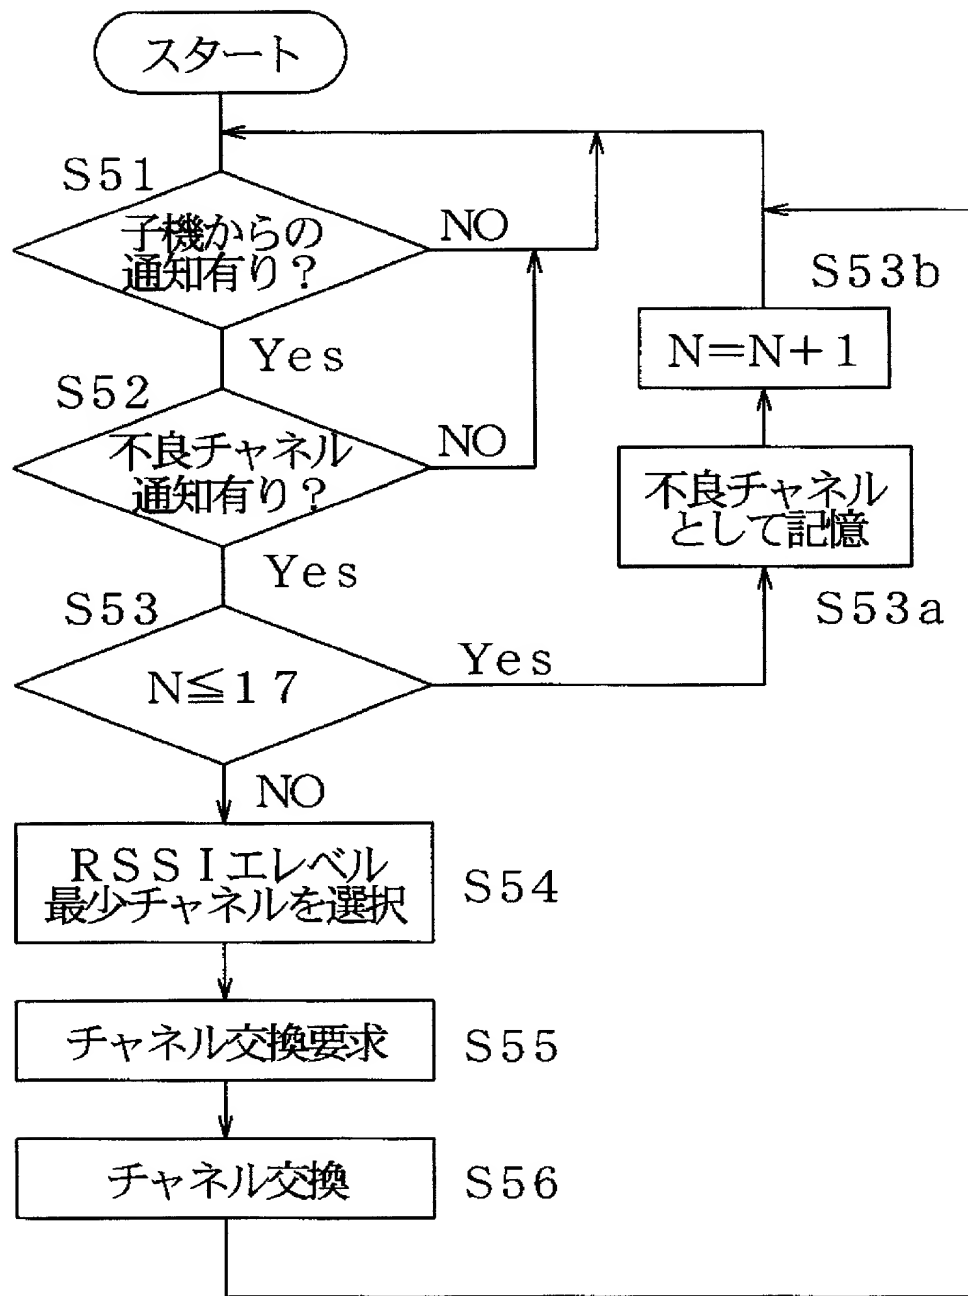 スタート
S51
子機からの
通知有り？
NO
Yes
S53b
N＝N＋1
S52
不良チャネル
通知有り？
NO
Yes
不良チャネル
として記憶
S53a
S53
N≦17
Yes
NO
RSSIエレベル
最少チャネルを選択
S54
チャネル交換要求
S55
チャネル交換
S56